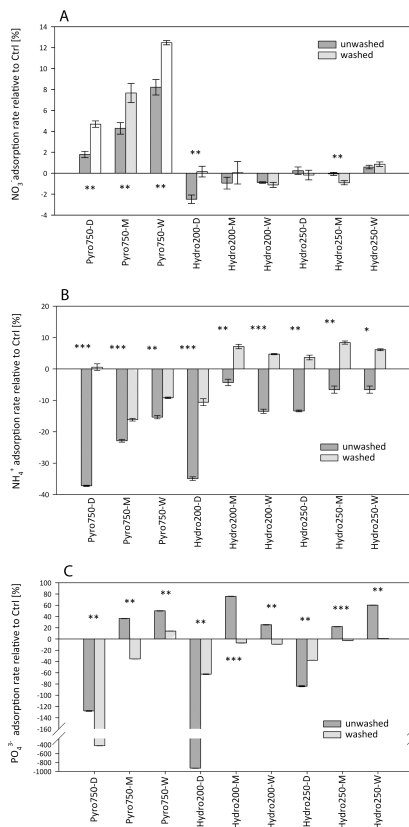 A
NO3- adsorption rate relative to Ctrl [%]
14
12
10
8
6
4
2
0
-2
-4
unwashed
washed
** ** ** ** **
Pyro750-D
Pyro750-M
Pyro750-W
Hydro200-D
Hydro200-M
Hydro200-W
Hydro250-D
Hydro250-M
Hydro250-W
B
NH4+ adsorption rate relative to Ctrl [%]
20
10
0
-10
-20
-30
-40
*** *** ** *** ** *** ** ** *
unwashed
washed
Pyro750-D
Pyro750-M
Pyro750-W
Hydro200-D
Hydro200-M
Hydro200-W
Hydro250-D
Hydro250-M
Hydro250-W
C
PO43- adsorption rate relative to Ctrl [%]
100
80
60
40
20
0
-20
-40
-60
-80
-100
-120
-140
-160
-400
-600
-800
-1000
** ** ** ** *** ** ** *** **
unwashed
washed
Pyro750-D
Pyro750-M
Pyro750-W
Hydro200-D
Hydro200-M
Hydro200-W
Hydro250-D
Hydro250-M
Hydro250-W